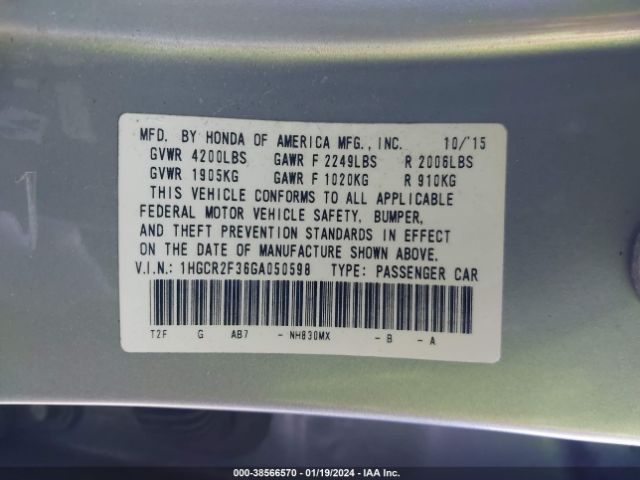 MFD. BY HONDA OF AMERICA MFG., INC. 10/'15
GVWR 4200LBS GAWR F 2249LBS R 2006LBS
GVWR 1905KG GAWR F 1020KG R 910KG
THIS VEHICLE CONFORMS TO ALL APPLICABLE
FEDERAL MOTOR VEHICLE SAFETY, BUMPER,
AND THEFT PREVENTION STANDARDS IN EFFECT
ON THE DATE OF MANUFACTURE SHOWN ABOVE.
V.I.N.: 1HGCR2F36GA050598 TYPE: PASSENGER CAR
T2F G AB7 - NH830MX - B - A
000-38566570 - 01/19/2024 - IAA Inc.